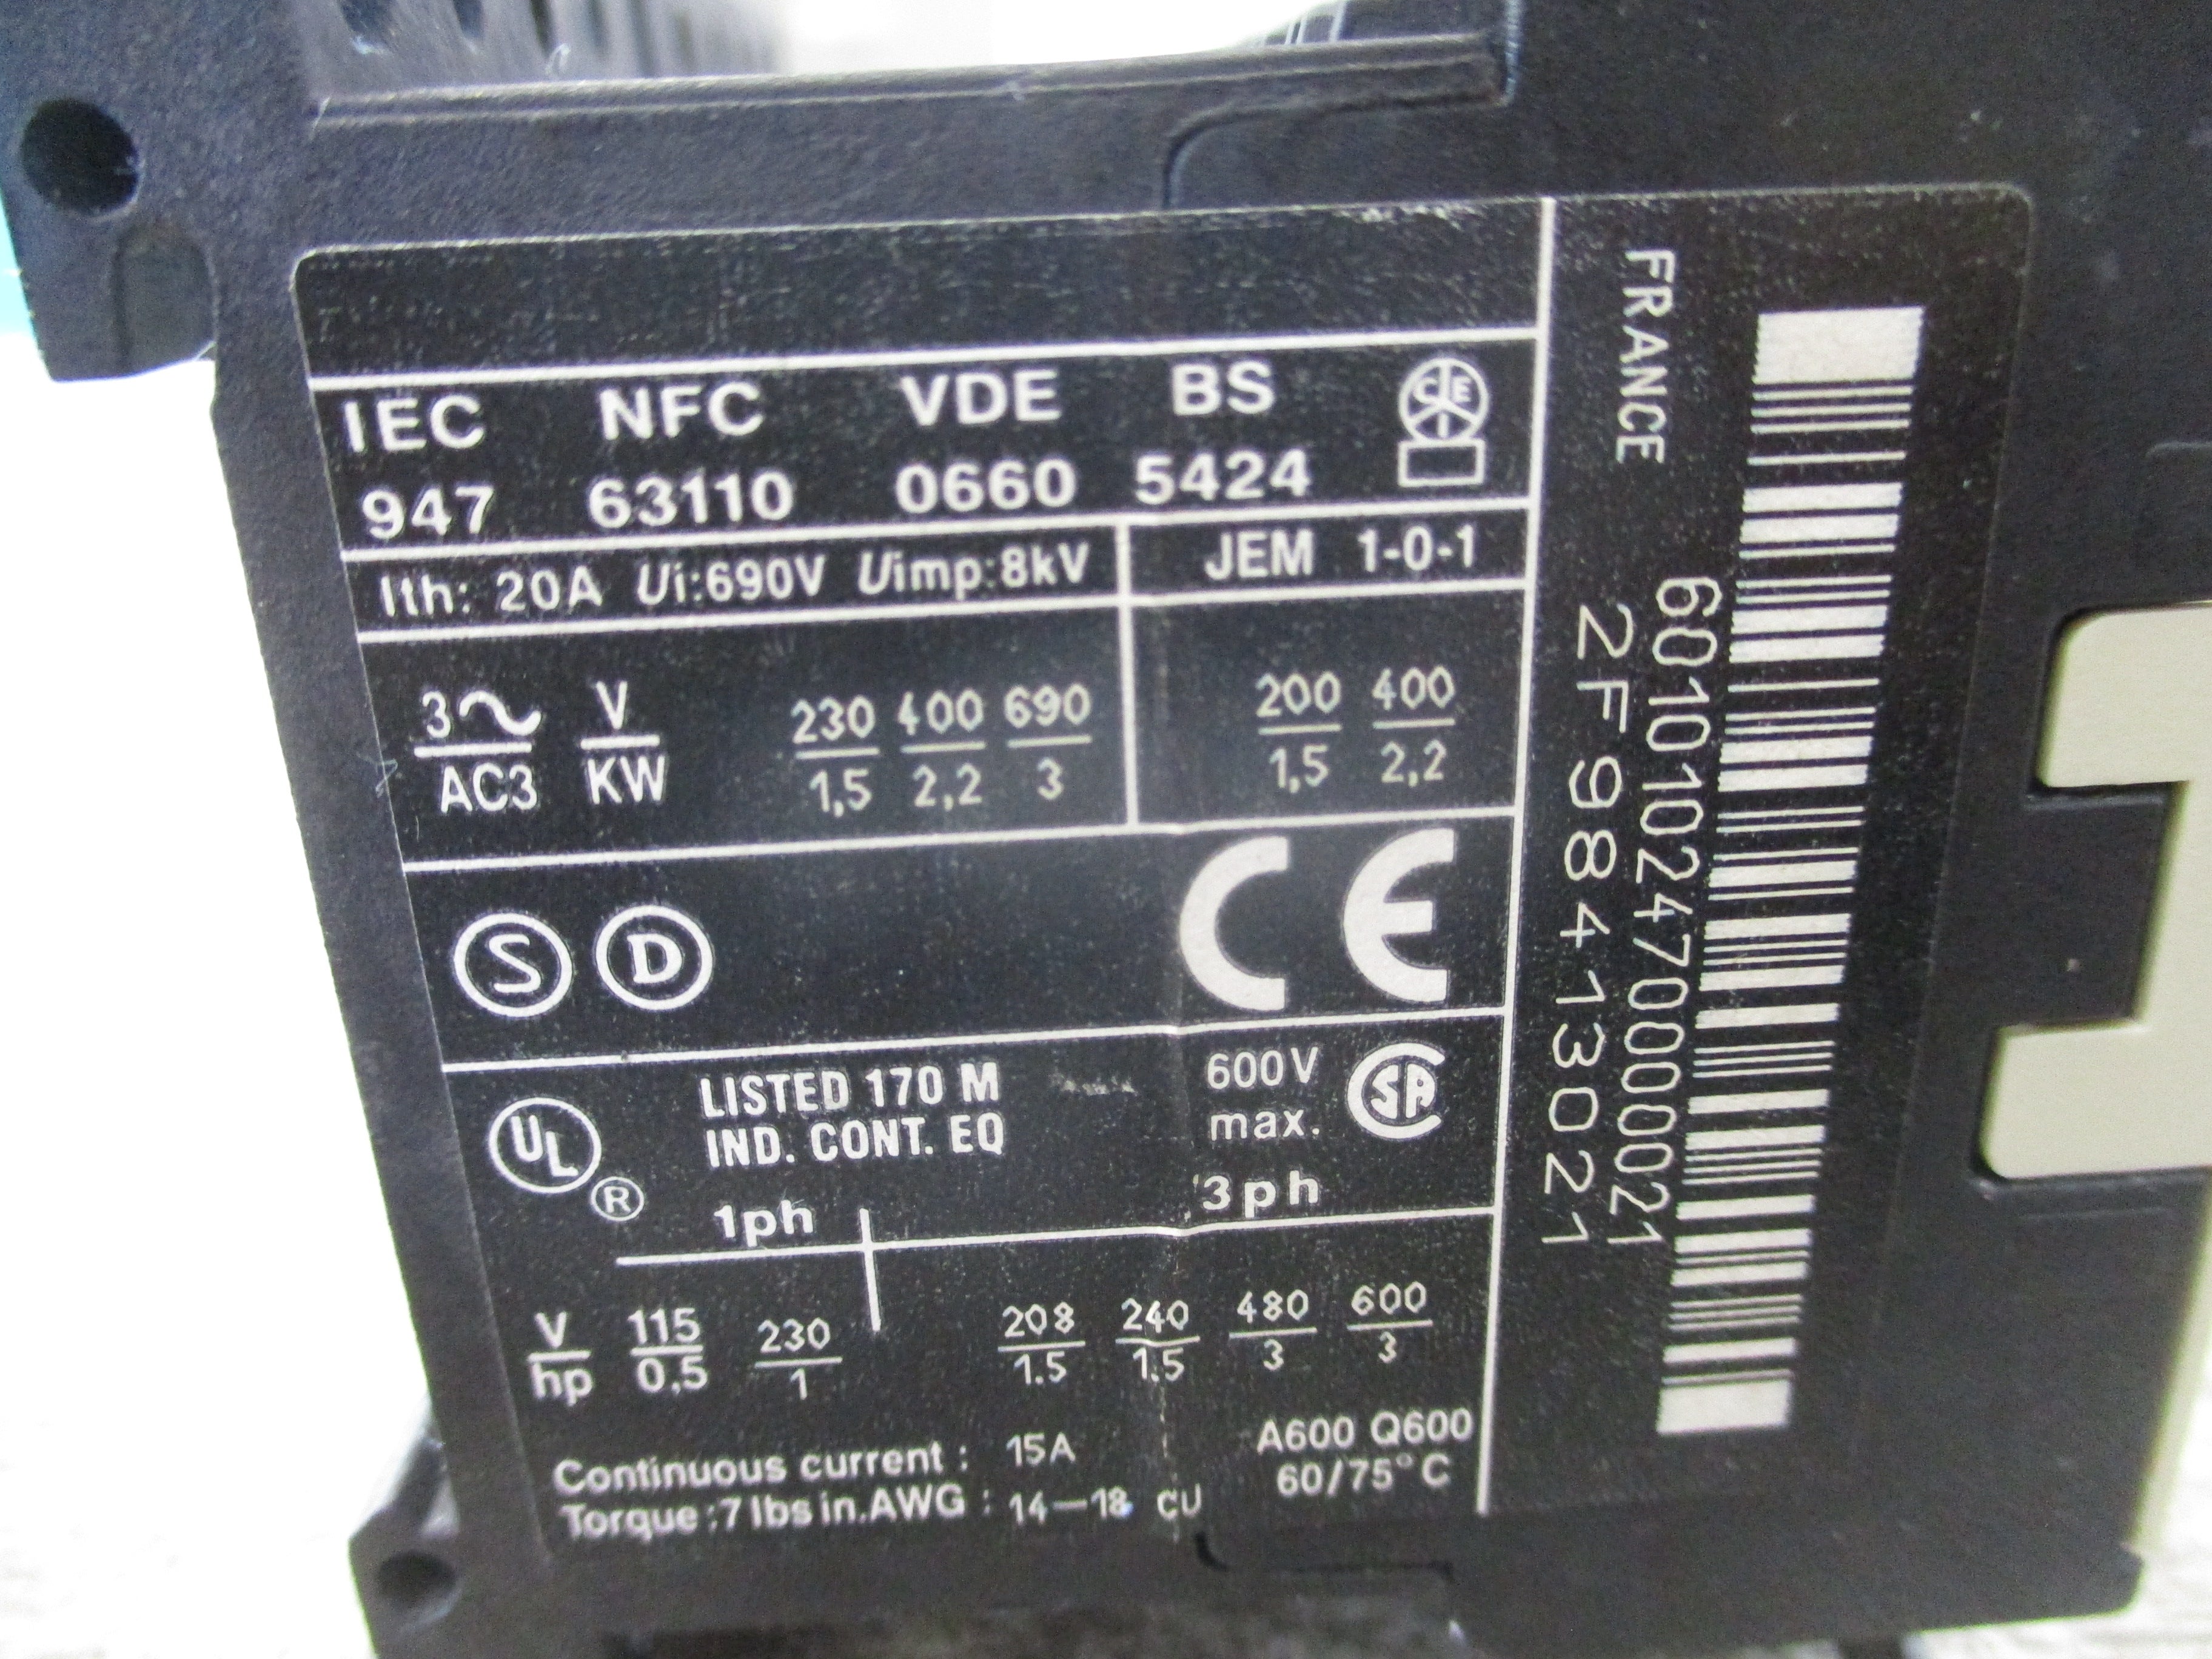 IEC NFC VDE BS CE
947 63110 0660 5424
Ith: 20A Ui:690V Uimp:8kV JEM 1-0-1
3~ V 230 400 690 200 400
AC3 KW 1,5 2,2 3 1,5 2,2
S D CE
UL ® LISTED 170 M 600V CSA
IND. CONT. EQ max.
1ph 3ph
V 115 230 208 240 480 600
hp 0.5 1 1.5 1.5 3 3
Continuous current : 15A A600 Q600
Torque :7 lbs in.AWG : 14-18 CU 60/75°C
FRANCE
6010102470000021
2F98413021